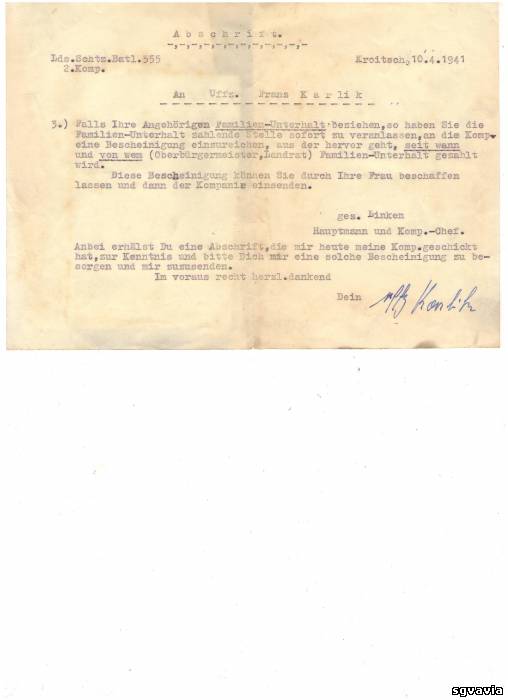 A b s c h r i f t.
Lds.Schtz.Batl.555
Kroitsch, 10.4.1941
2.Komp.
An Uffz. Franz K a r l i k
3.) Falls Ihre Angehörigen Familien-Unterhalt beziehen,so haben Sie die
Familien-Unterhalt zahlende Stelle sofort zu veranlassen,an die Komp.
eine Bescheinigung einzureichen, aus der hervor geht, seit wann
und von wem (Oberbürgermeister,Landrat) Familien-Unterhalt gezahlt
wird.
Diese Bescheinigung können Sie durch Ihre Frau beschaffen
lassen und dann der Kompanie einsenden.
gez. Dinken
Hauptmann und Komp.-Chef.
Anbei erhälst Du eine Abschrift,die mir heute meine Komp.geschickt
hat,zur Kenntnis und bitte Dich mir eine solche Bescheinigung zu be-
sorgen und mir zuzusenden.
Im voraus recht herzl.dankend
Dein Karlik
sgvavia